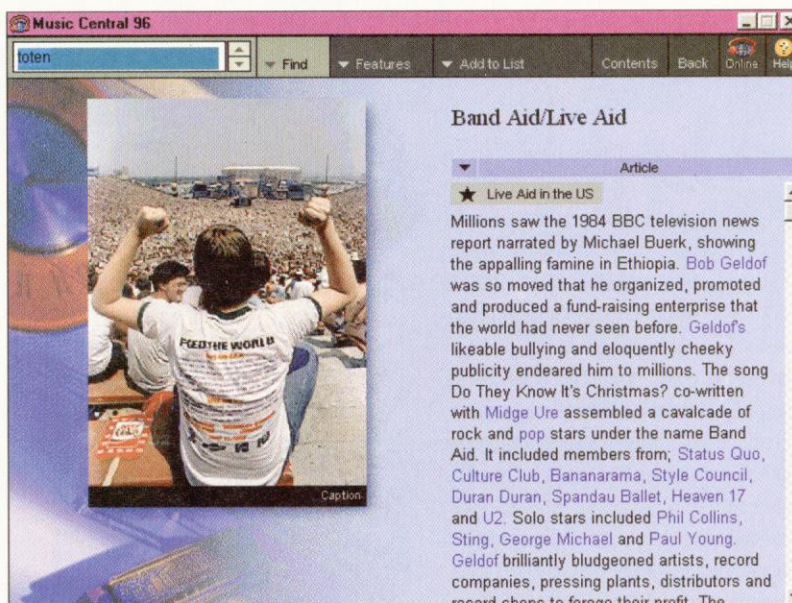 Music Central 96
toten
Find
Features
Add to List
Contents
Back
Online
Help
Band Aid/Live Aid
Article
Live Aid in the US
FEED THE WORLD
Caption
Millions saw the 1984 BBC television news
report narrated by Michael Buerk, showing
the appalling famine in Ethiopia. Bob Geldof
was so moved that he organized, promoted
and produced a fund-raising enterprise that
the world had never seen before. Geldof's
likeable bullying and eloquently cheeky
publicity endeared him to millions. The song
Do They Know It's Christmas? co-written
with Midge Ure assembled a cavalcade of
rock and pop stars under the name Band
Aid. It included members from; Status Quo,
Culture Club, Bananarama, Style Council,
Duran Duran, Spandau Ballet, Heaven 17
and U2. Solo stars included Phil Collins,
Sting, George Michael and Paul Young.
Geldof brilliantly bludgeoned artists, record
companies, pressing plants, distributors and
record shops to forego their profit. The